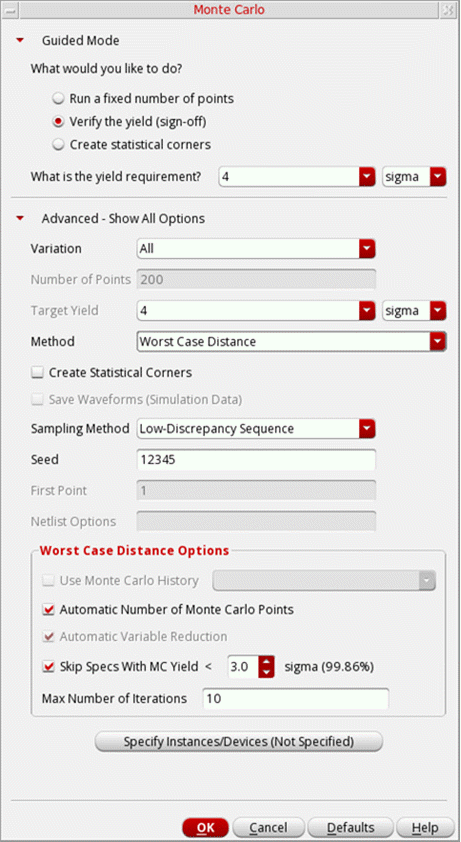 Monte Carlo
Guided Mode
What would you like to do?
Run a fixed number of points
Verify the yield (sign-off)
Create statistical corners
What is the yield requirement? 4 sigma
Advanced - Show All Options
Variation All
Number of Points 200
Target Yield 4 sigma
Method Worst Case Distance
Create Statistical Corners
Save Waveforms (Simulation Data)
Sampling Method Low-Discrepancy Sequence
Seed 12345
First Point 1
Netlist Options
Worst Case Distance Options
Use Monte Carlo History
Automatic Number of Monte Carlo Points
Automatic Variable Reduction
Skip Specs With MC Yield < 3.0 sigma (99.86%)
Max Number of Iterations 10
Specify Instances/Devices (Not Specified)
OK Cancel Defaults Help